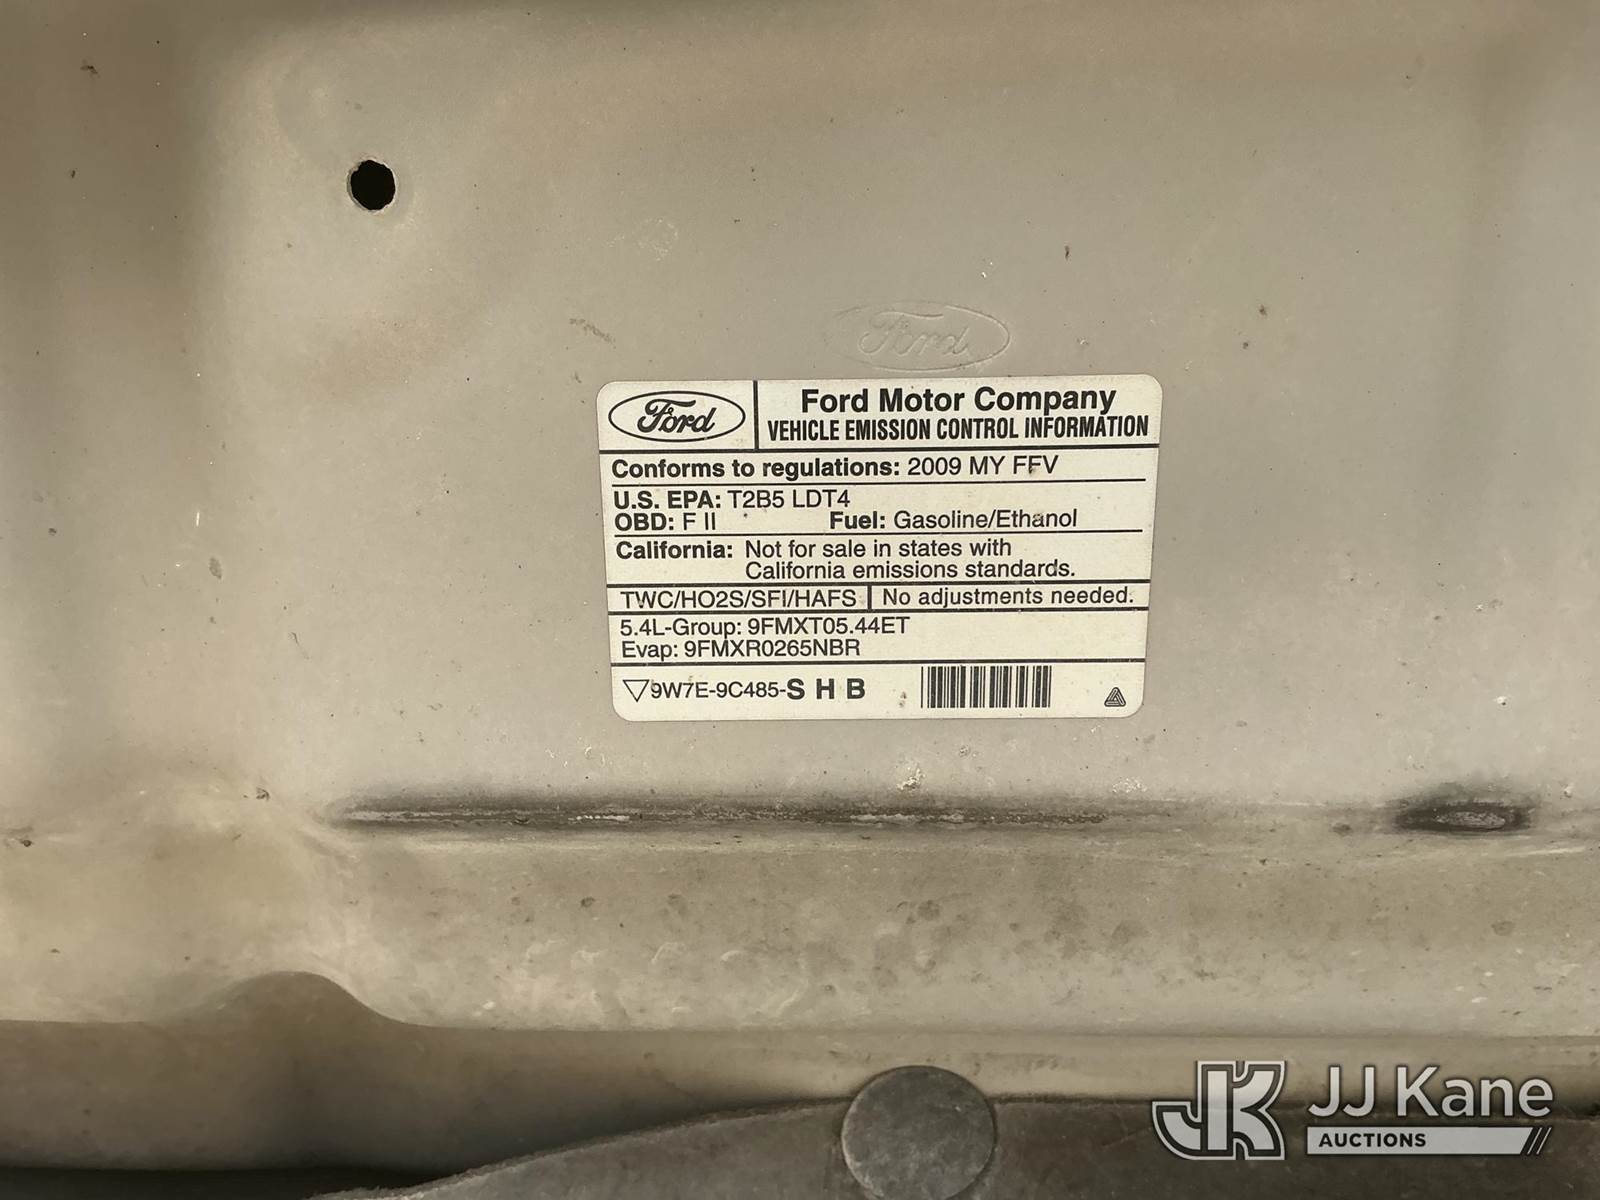 Ford
Ford
Ford Motor Company
VEHICLE EMISSION CONTROL INFORMATION
Conforms to regulations: 2009 MY FFV
U.S. EPA: T2B5 LDT4
OBD: F II Fuel: Gasoline/Ethanol
California: Not for sale in states with
California emissions standards.
TWC/HO2S/SFI/HAFS No adjustments needed.
5.4L-Group: 9FMXT05.44ET
Evap: 9FMXR0265NBR
9W7E-9C485-S H B
JK JJ Kane
AUCTIONS